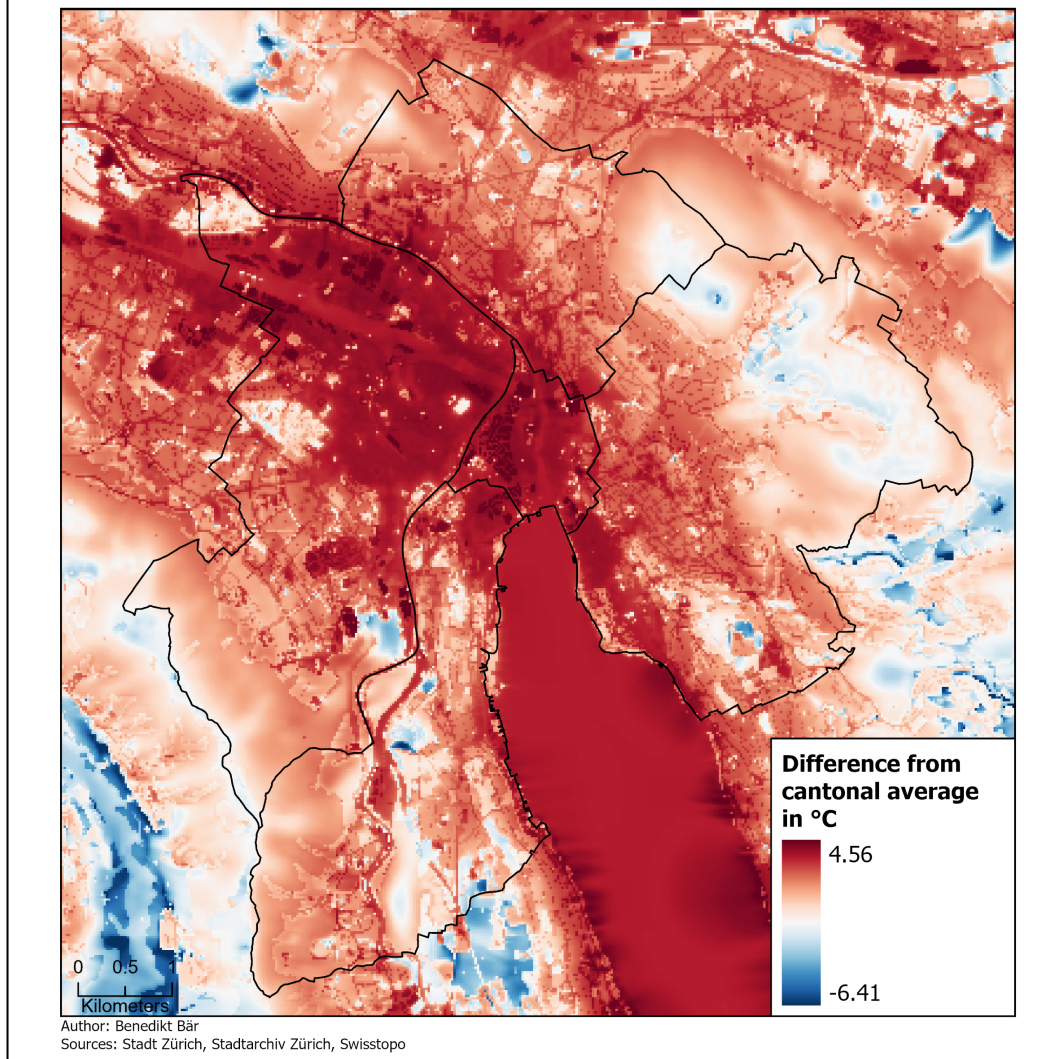 Difference from
cantonal average
in °C
4.56
-6.41
0 0.5 1
Kilometers
Author: Benedikt Bär
Sources: Stadt Zürich, Stadtarchiv Zürich, Swisstopo